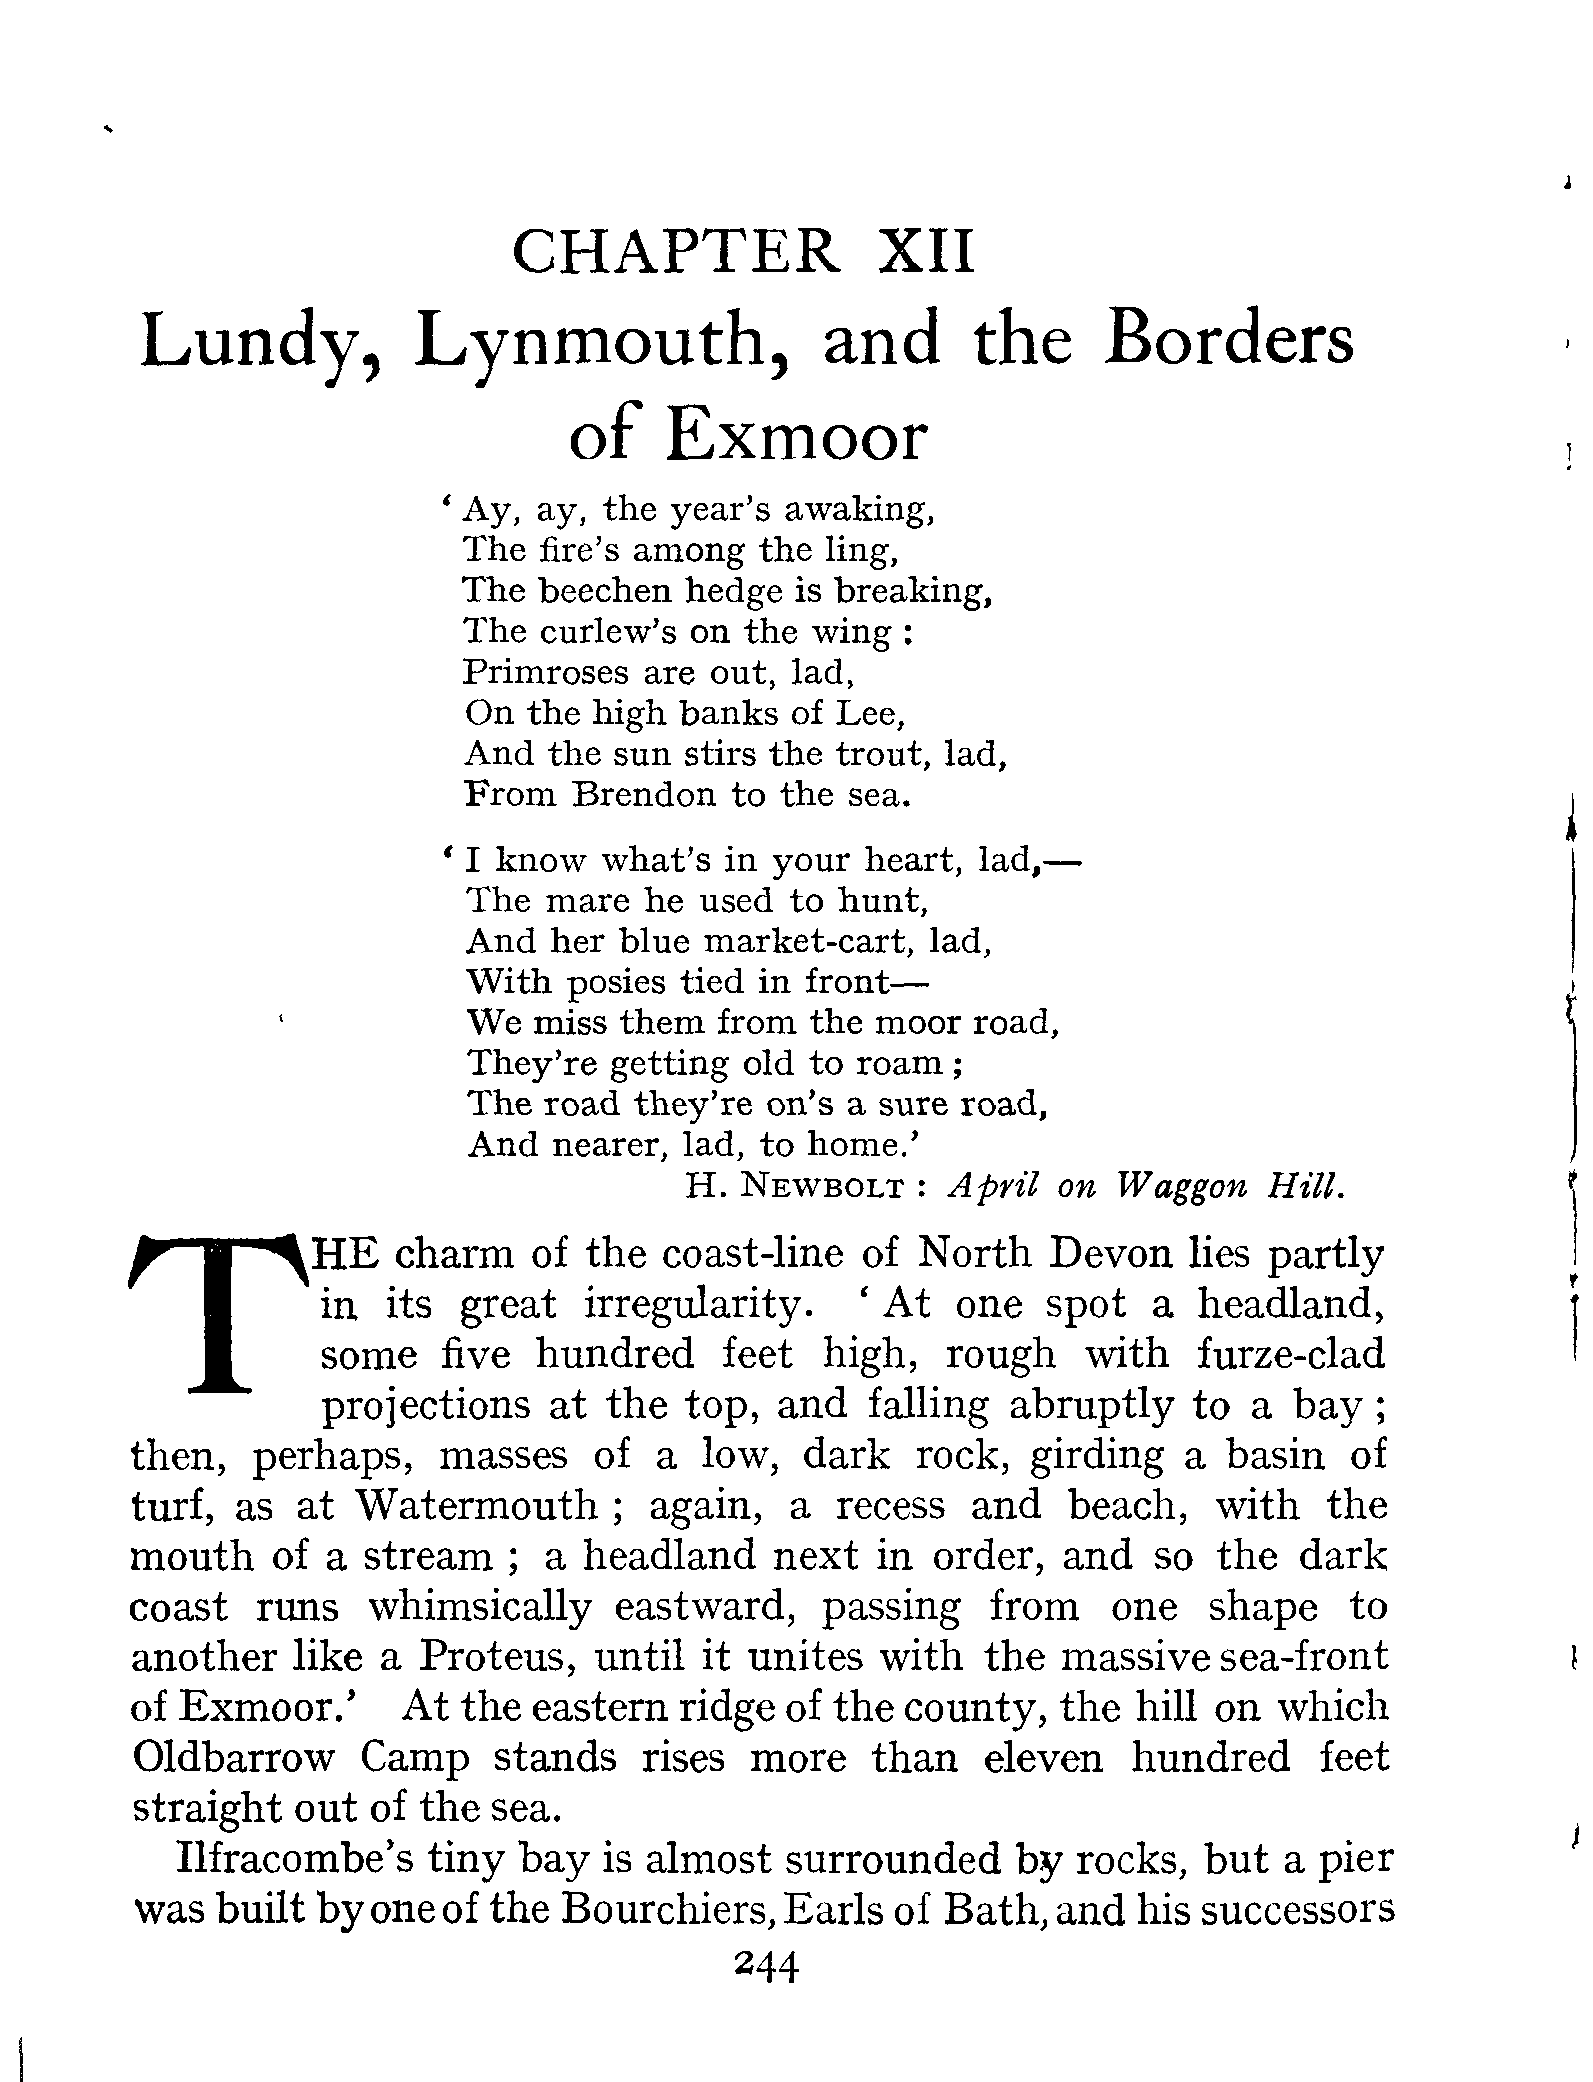 CHAPTER XII
Lundy, Lynmouth, and the Borders
of Exmoor
‘ Ay, ay, the year’s awaking,
The fire’s among the ling,
The beechen hedge is breaking,
The curlew’s on the wing :
Primroses are out, lad,
On the high banks of Lee,
And the sun stirs the trout, lad,
From Brendon to the sea.
‘ I know what’s in your heart, lad,—
The mare he used to hunt,
And her blue market-cart, lad,
With posies tied in front—
We miss them from the moor road,
They’re getting old to roam ;
The road they’re on’s a sure road,
And nearer, lad, to home.’
H. NEWBOLT : April on Waggon Hill.
THE charm of the coast-line of North Devon lies partly
in its great irregularity. ‘ At one spot a headland,
some five hundred feet high, rough with furze-clad
projections at the top, and falling abruptly to a bay ;
then, perhaps, masses of a low, dark rock, girding a basin of
turf, as at Watermouth ; again, a recess and beach, with the
mouth of a stream ; a headland next in order, and so the dark
coast runs whimsically eastward, passing from one shape to
another like a Proteus, until it unites with the massive sea-front
of Exmoor.’ At the eastern ridge of the county, the hill on which
Oldbarrow Camp stands rises more than eleven hundred feet
straight out of the sea.
Ilfracombe’s tiny bay is almost surrounded by rocks, but a pier
was built by one of the Bourchiers, Earls of Bath, and his successors
244